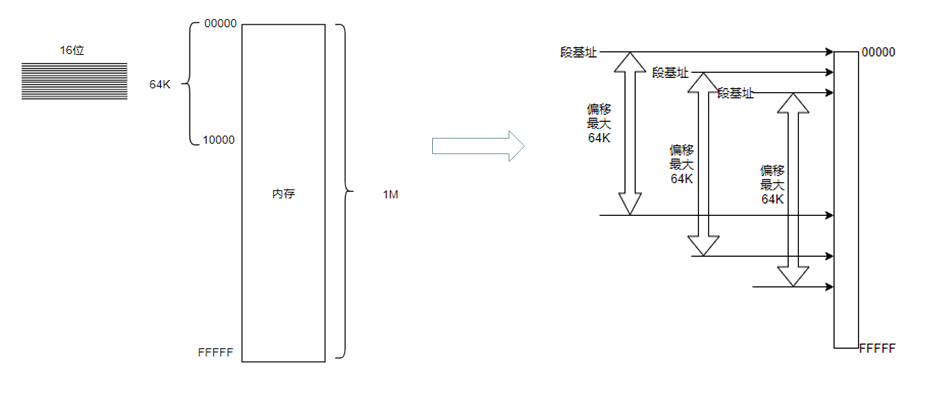 16位
64K
00000
10000
内存
1M
FFFFF
段基址
段基址
段基址
偏移
最大
64K
偏移
最大
64K
偏移
最大
64K
00000
FFFFF